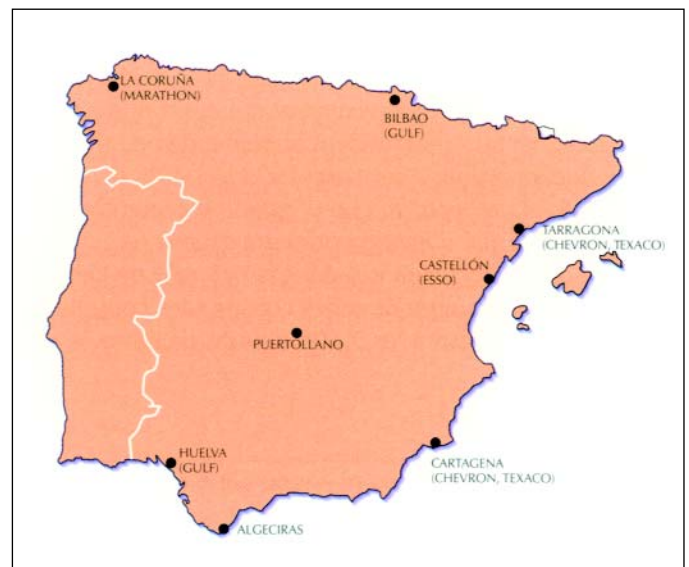 LA CORUÑA
(MARATHON)
BILBAO
(GULF)
TARRAGONA
(CHEVRON, TEXACO)
CASTELLÓN
(ESSO)
PUERTOLLANO
HUELVA
(GULF)
CARTAGENA
(CHEVRON, TEXACO)
ALGECIRAS